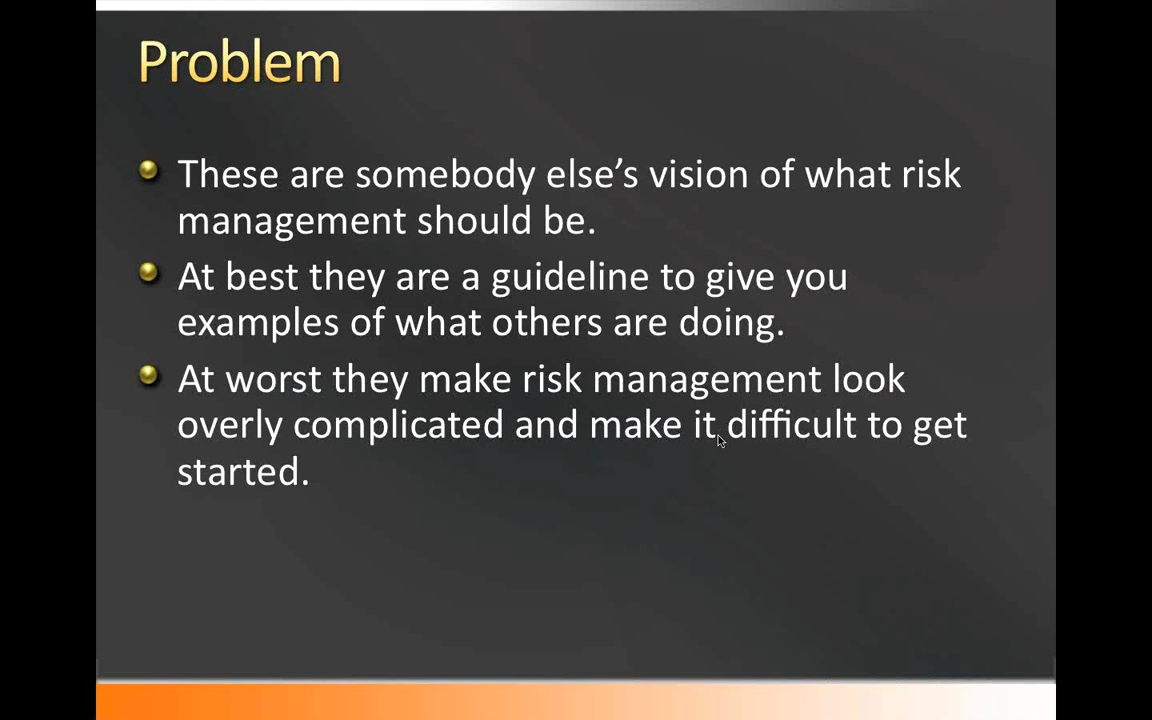 Problem
These are somebody else’s vision of what risk
management should be.
At best they are a guideline to give you
examples of what others are doing.
At worst they make risk management look
overly complicated and make it difficult to get
started.